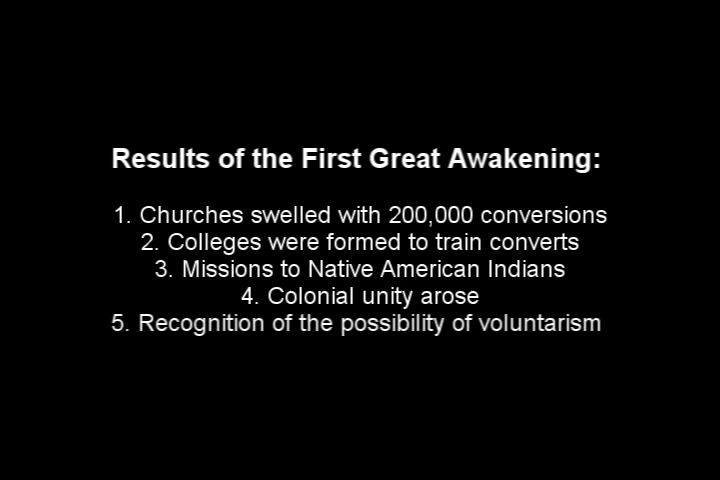 Results of the First Great Awakening:
1. Churches swelled with 200,000 conversions
2. Colleges were formed to train converts
3. Missions to Native American Indians
4. Colonial unity arose
5. Recognition of the possibility of voluntarism